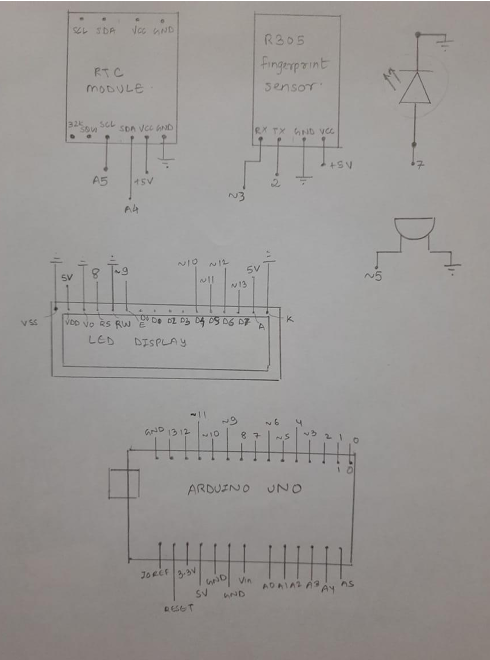 SCL SDA VCC GND
RTC
MODULE
32K SQW SCL SDA VCC GND
A5 +5V
A4
R305
fingerprint
sensor
RX TX GND VCC
~3 2 +5V
7
~5
5V 8 ~9 ~10 ~11 ~12 ~13 5V
VSS VDD VO RS RW E D0 D1 D2 D3 D4 D5 D6 D7 A K
LED DISPLAY
GND 13 12 ~11 ~10 ~9 8 7 ~6 ~5 4 ~3 2 1 0
1 0
ARDUINO UNO
IOREF RESET 3.3V 5V GND GND Vin A0 A1 A2 A3 A4 A5